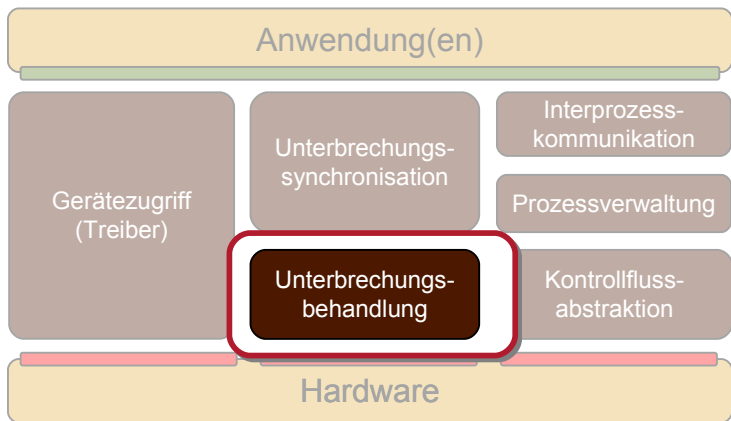 Anwendung(en)
Gerätezugriff
(Treiber)
Unterbrechungs-
synchronisation
Unterbrechungs-
behandlung
Interprozess-
kommunikation
Prozessverwaltung
Kontrollfluss-
abstraktion
Hardware